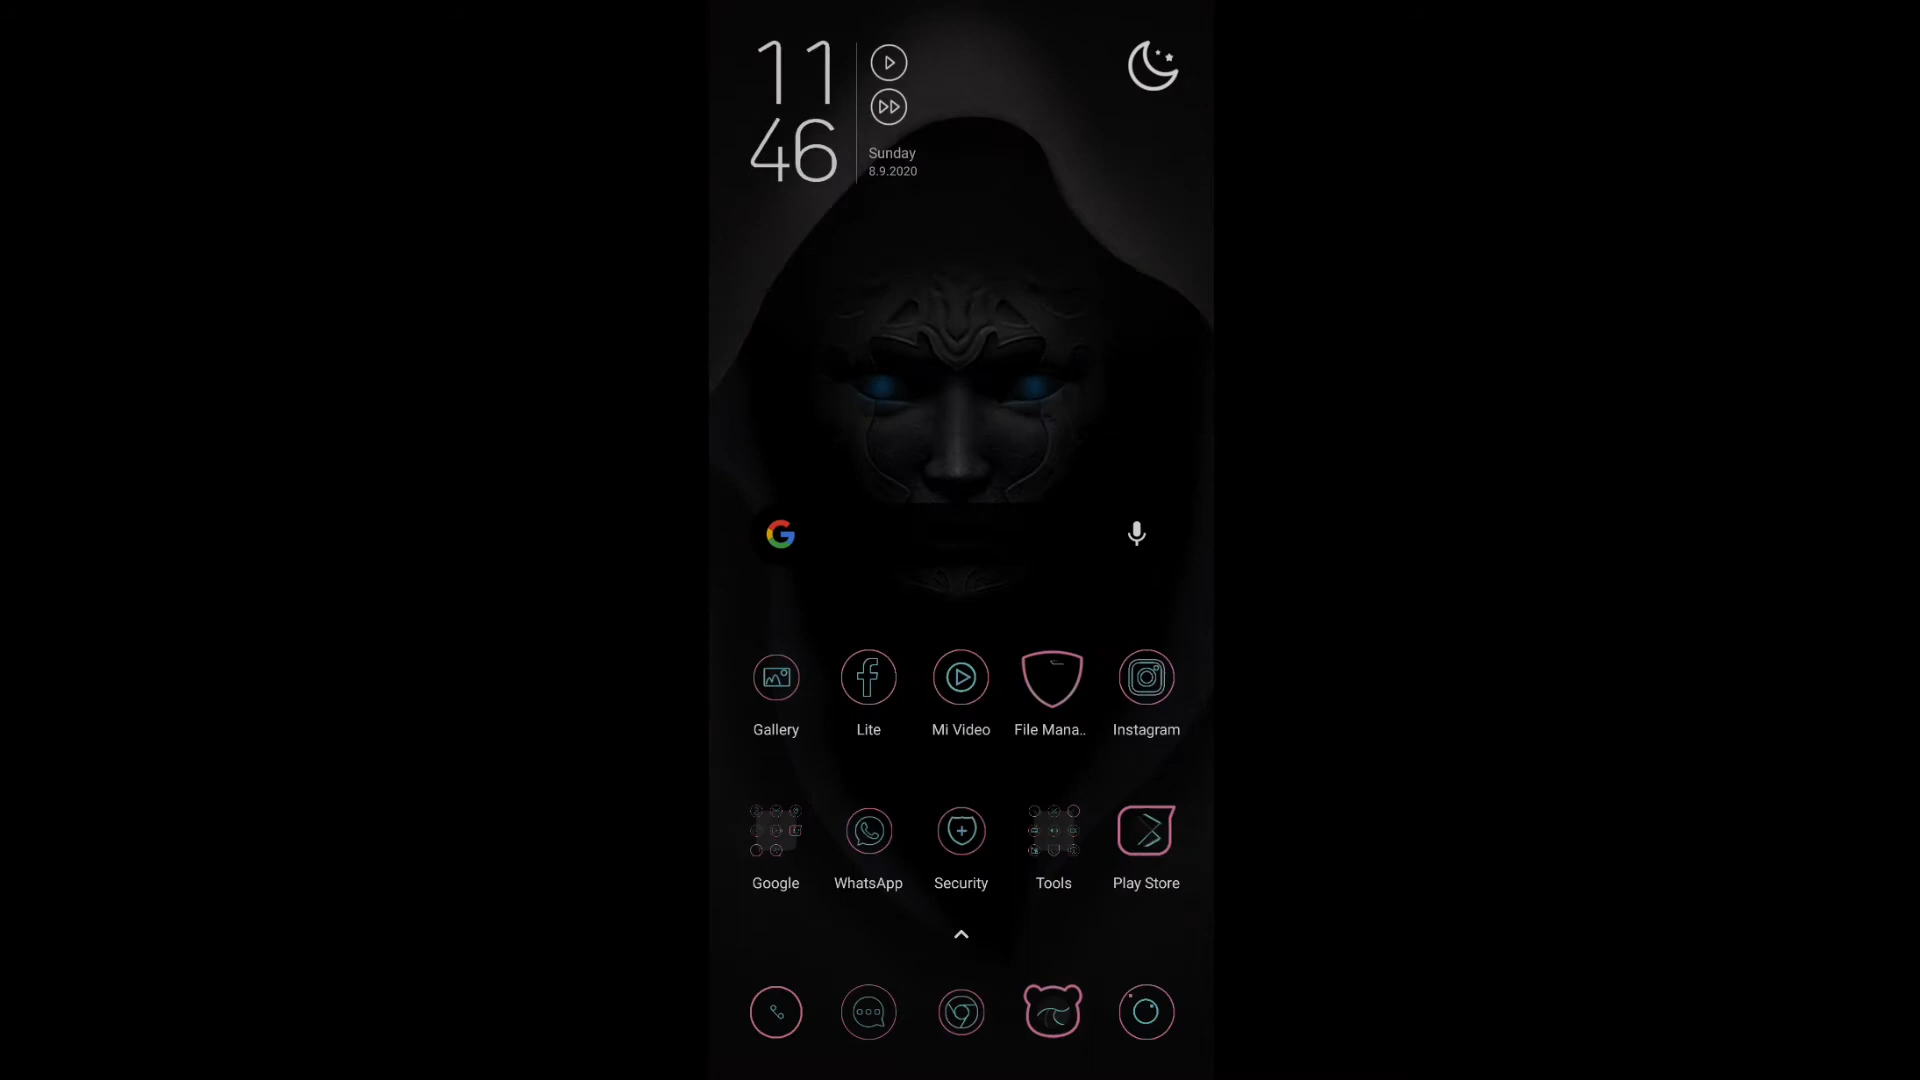 11
46
Sunday
8.9.2020
Gallery
Lite
Mi Video
File Mana..
Instagram
Google
WhatsApp
Security
Tools
Play Store